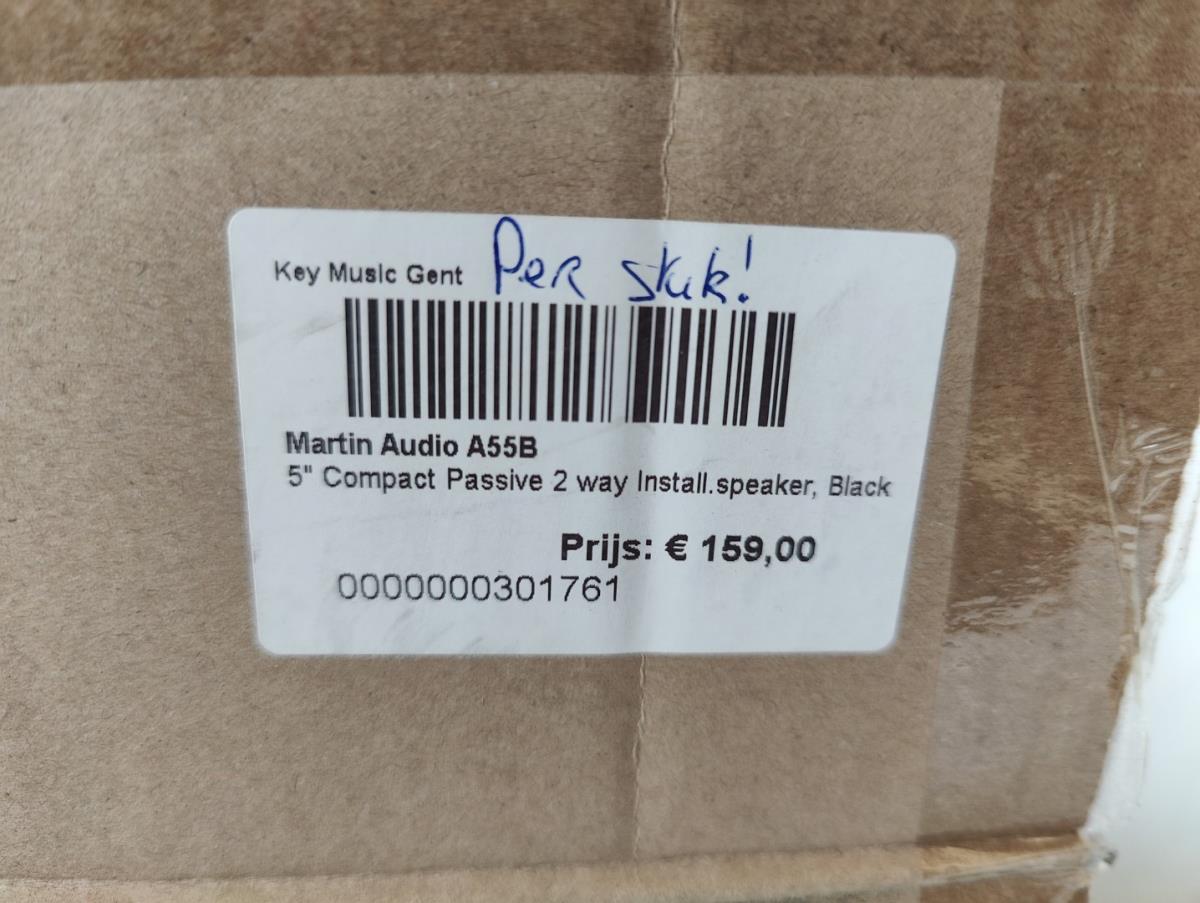 Key Music Gent Per stuk!
Martin Audio A55B
5" Compact Passive 2 way Install.speaker, Black
Prijs: € 159,00
0000000301761